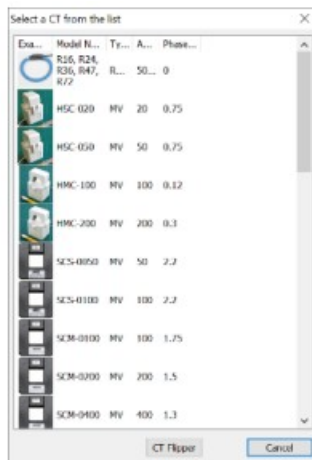 Select a CT from the list
Exa... Model N... Ty... A... Phase...
R16, R24,
R36, R47, R... 50... 0
R72
HSC-020 MV 20 0.75
HSC-050 MV 50 0.75
HMC-100 MV 100 0.12
HMC-200 MV 200 0.3
SCS-0050 MV 50 2.2
SCS-0100 MV 100 2.2
SCM-0100 MV 100 1.75
SCM-0200 MV 200 1.5
SCM-0400 MV 400 1.3
CT Flipper Cancel